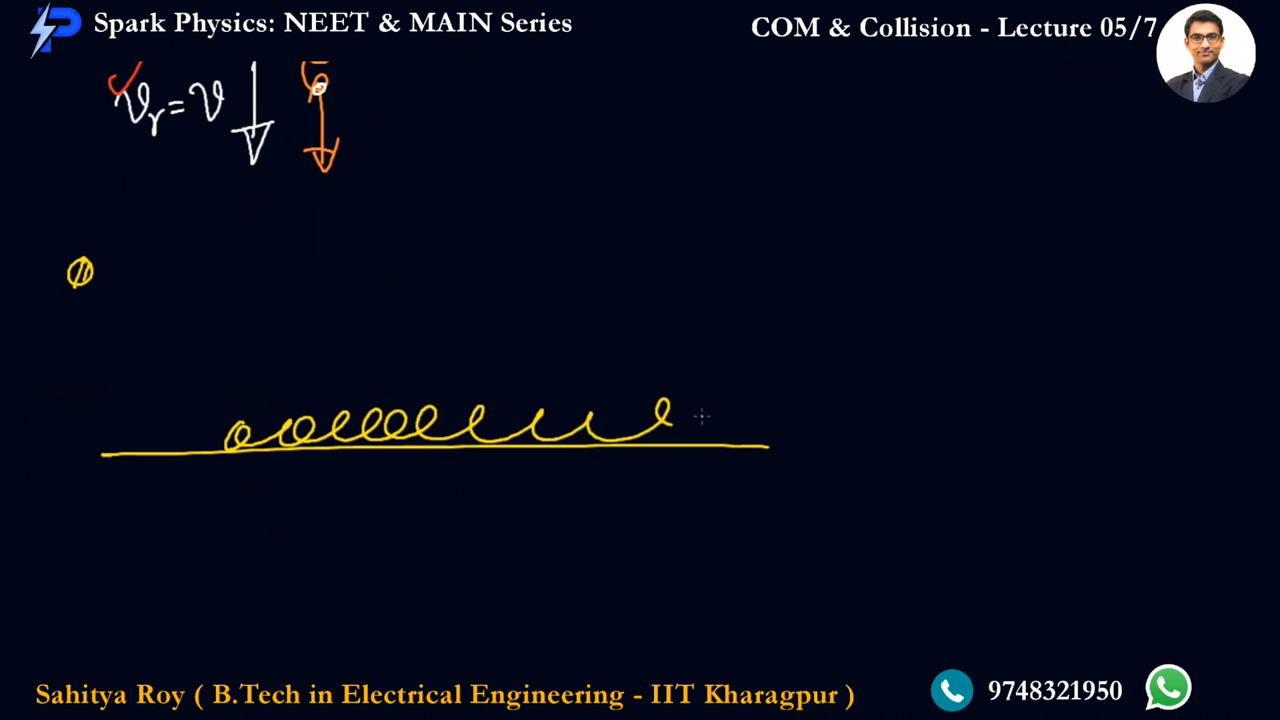 Spark Physics: NEET & MAIN Series
COM & Collision - Lecture 05/7
v_r = v
Sahitya Roy ( B.Tech in Electrical Engineering - IIT Kharagpur )
9748321950